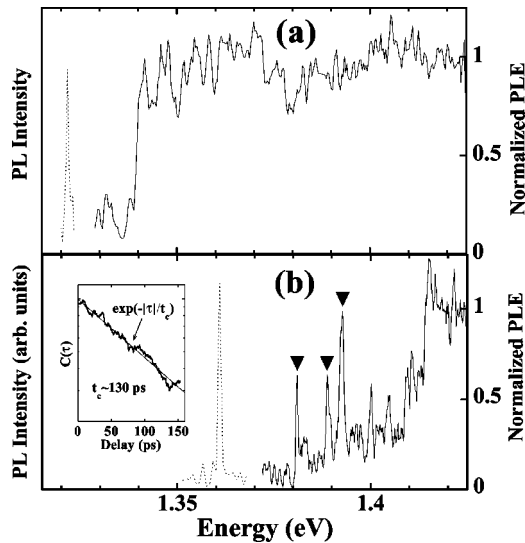 (a)
PL Intensity
Normalized PLE
1
0.5
0
(b)
PL Intensity (arb. units)
Normalized PLE
1
0.5
0
C(τ)
exp(-|τ|/t_c)
t_c~130 ps
0 50 100 150
Delay (ps)
1.35 1.4
Energy (eV)